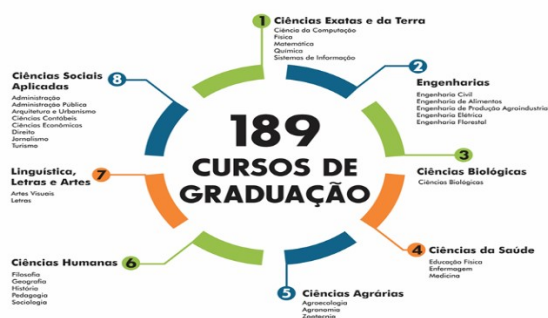 1 Ciências Exatas e da Terra
Ciência da Computação
Física
Matemática
Química
Sistemas de Informação
2
Engenharias
Engenharia Civil
Engenharia de Alimentos
Engenharia de Produção Agroindustrial
Engenharia Elétrica
Engenharia Florestal
3
Ciências Biológicas
Ciências Biológicas
4 Ciências da Saúde
Educação Física
Enfermagem
Medicina
5 Ciências Agrárias
Agroecologia
Agronomia
Zootecnia
Ciências Humanas 6
Filosofia
Geografia
História
Pedagogia
Sociologia
Linguística, 7
Letras e Artes
Artes Visuais
Letras
Ciências Sociais 8
Aplicadas
Administração
Administração Pública
Arquitetura e Urbanismo
Ciências Contábeis
Ciências Econômicas
Direito
Jornalismo
Turismo
189
CURSOS DE
GRADUAÇÃO